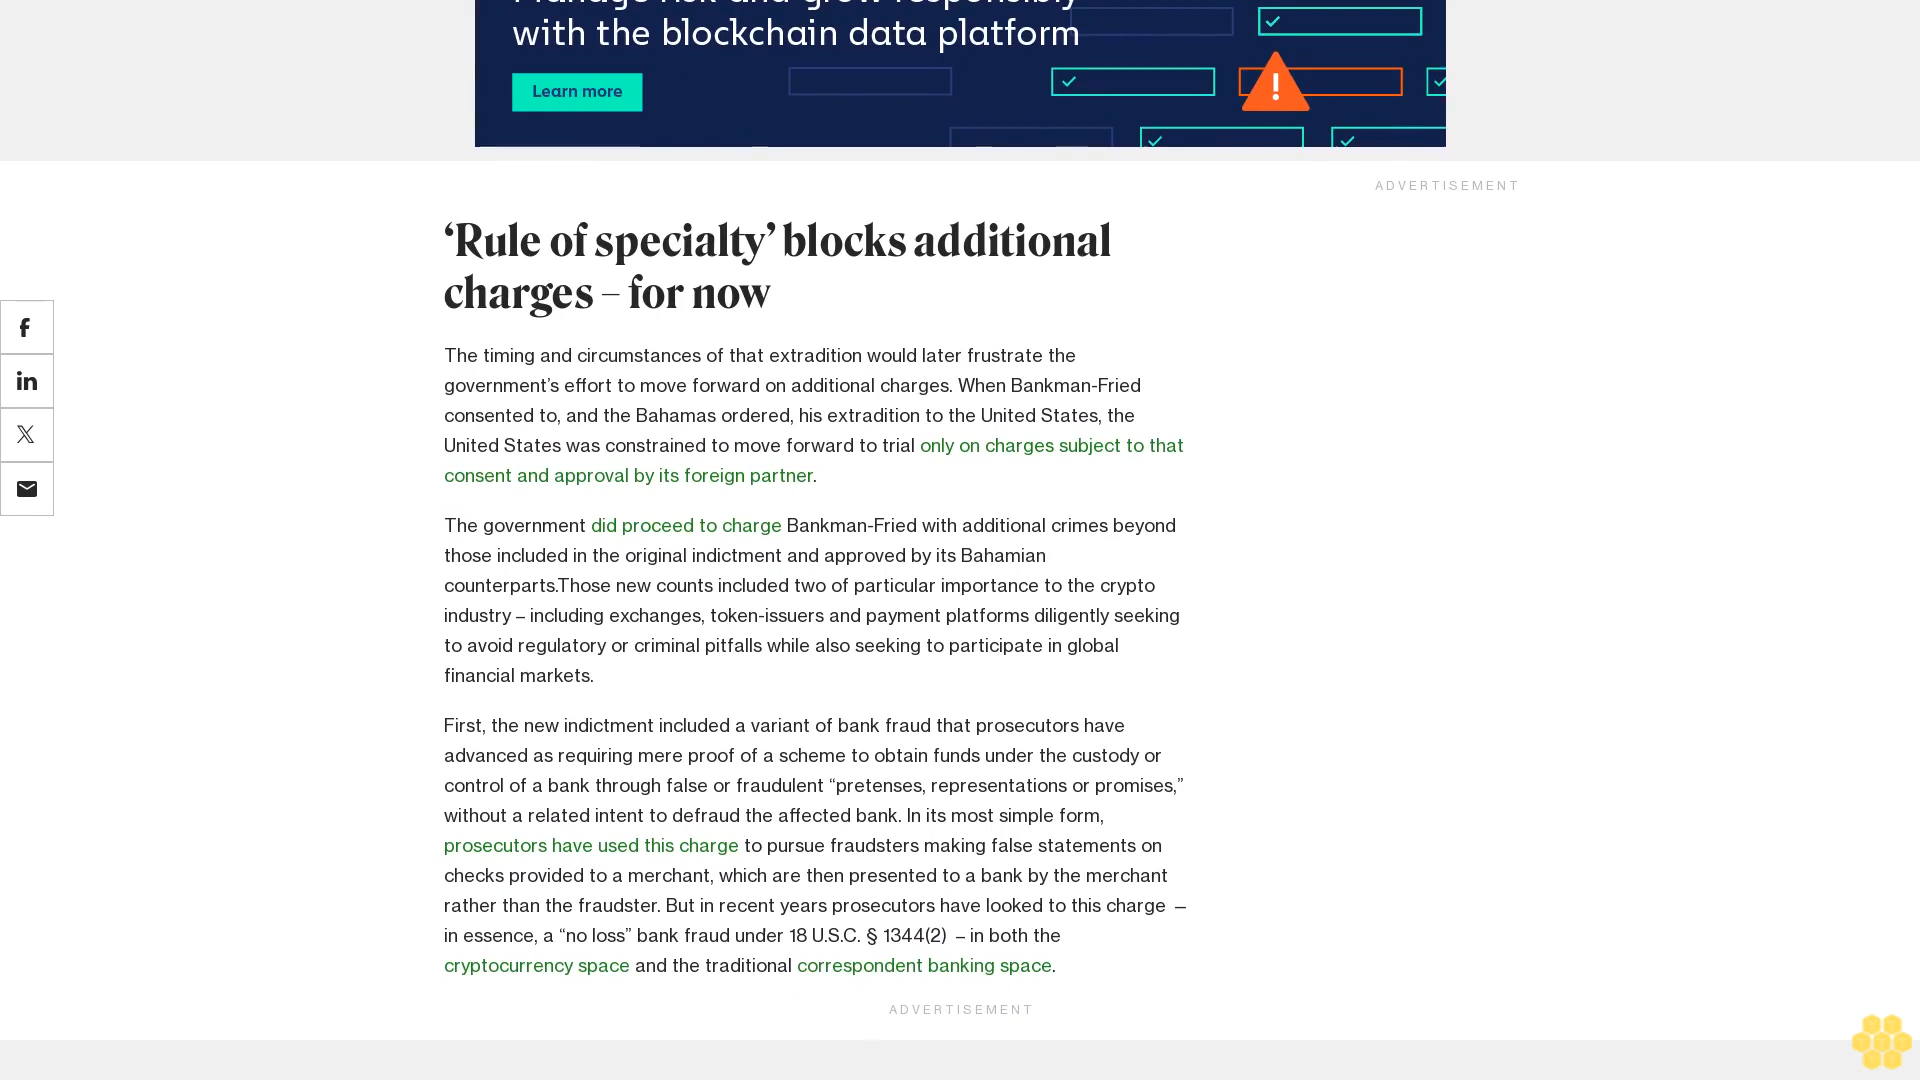 Manage risk and grow responsibly
with the blockchain data platform
Learn more
ADVERTISEMENT
‘Rule of specialty’ blocks additional
charges – for now
The timing and circumstances of that extradition would later frustrate the
government’s effort to move forward on additional charges. When Bankman-Fried
consented to, and the Bahamas ordered, his extradition to the United States, the
United States was constrained to move forward to trial only on charges subject to that
consent and approval by its foreign partner.
The government did proceed to charge Bankman-Fried with additional crimes beyond
those included in the original indictment and approved by its Bahamian
counterparts.Those new counts included two of particular importance to the crypto
industry – including exchanges, token-issuers and payment platforms diligently seeking
to avoid regulatory or criminal pitfalls while also seeking to participate in global
financial markets.
First, the new indictment included a variant of bank fraud that prosecutors have
advanced as requiring mere proof of a scheme to obtain funds under the custody or
control of a bank through false or fraudulent “pretenses, representations or promises,”
without a related intent to defraud the affected bank. In its most simple form,
prosecutors have used this charge to pursue fraudsters making false statements on
checks provided to a merchant, which are then presented to a bank by the merchant
rather than the fraudster. But in recent years prosecutors have looked to this charge —
in essence, a “no loss” bank fraud under 18 U.S.C. § 1344(2) – in both the
cryptocurrency space and the traditional correspondent banking space.
ADVERTISEMENT